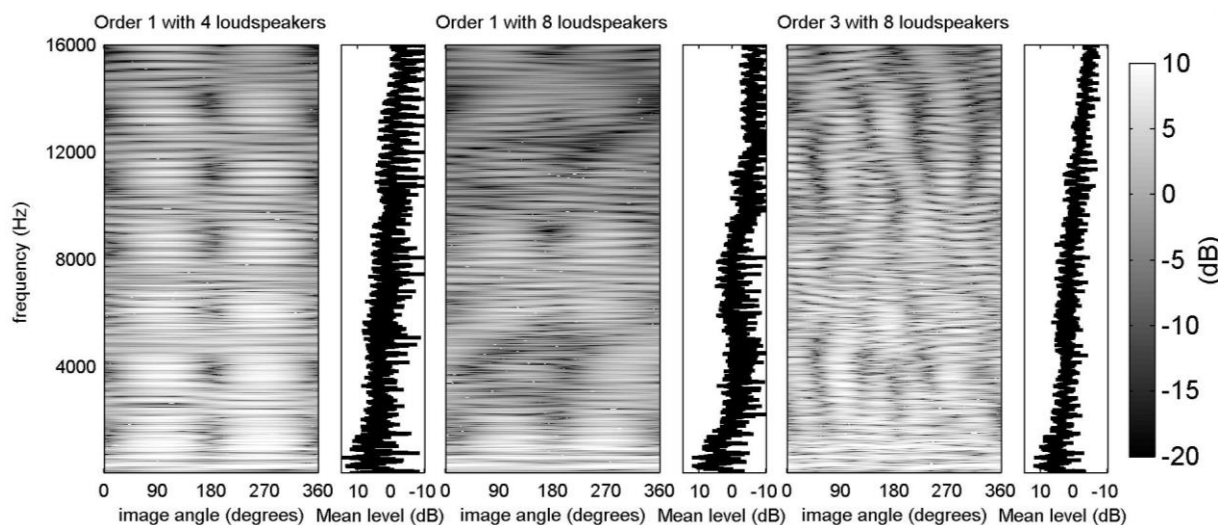 Order 1 with 4 loudspeakers Order 1 with 8 loudspeakers Order 3 with 8 loudspeakers
16000
12000
8000
4000
frequency (Hz)
10
5
0
-5
-10
-15
-20
(dB)
0 90 180 270 360 10 0 -10 0 90 180 270 360 10 0 -10 0 90 180 270 360 10 0 -10
image angle (degrees) Mean level (dB) image angle (degrees) Mean level (dB) image angle (degrees) Mean level (dB)